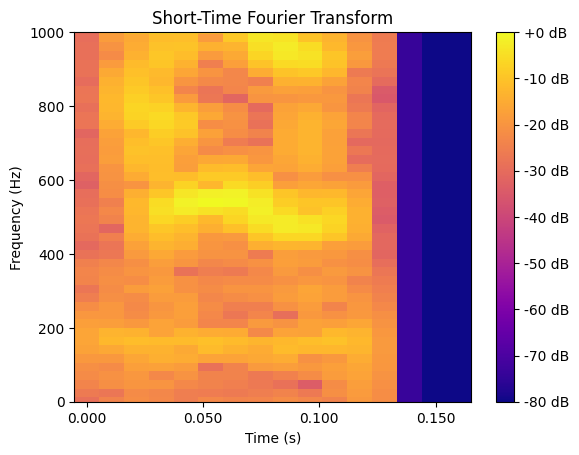 Short-Time Fourier Transform
1000
800
600
400
200
0
Frequency (Hz)
0.000
0.050
0.100
0.150
Time (s)
+0 dB
-10 dB
-20 dB
-30 dB
-40 dB
-50 dB
-60 dB
-70 dB
-80 dB